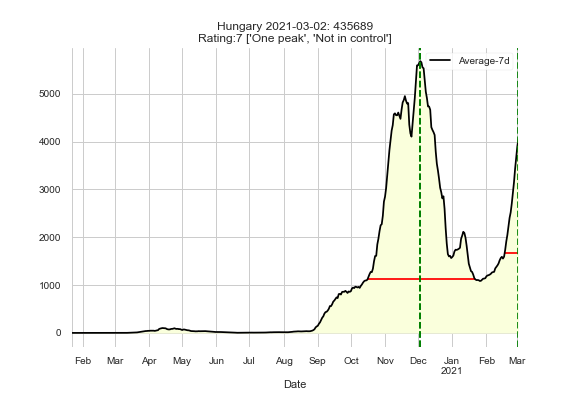 Hungary 2021-03-02: 435689
Rating:7 ['One peak', 'Not in control']
Average-7d
5000
4000
3000
2000
1000
0
Feb Mar Apr May Jun Jul Aug Sep Oct Nov Dec Jan Feb Mar
2021
Date